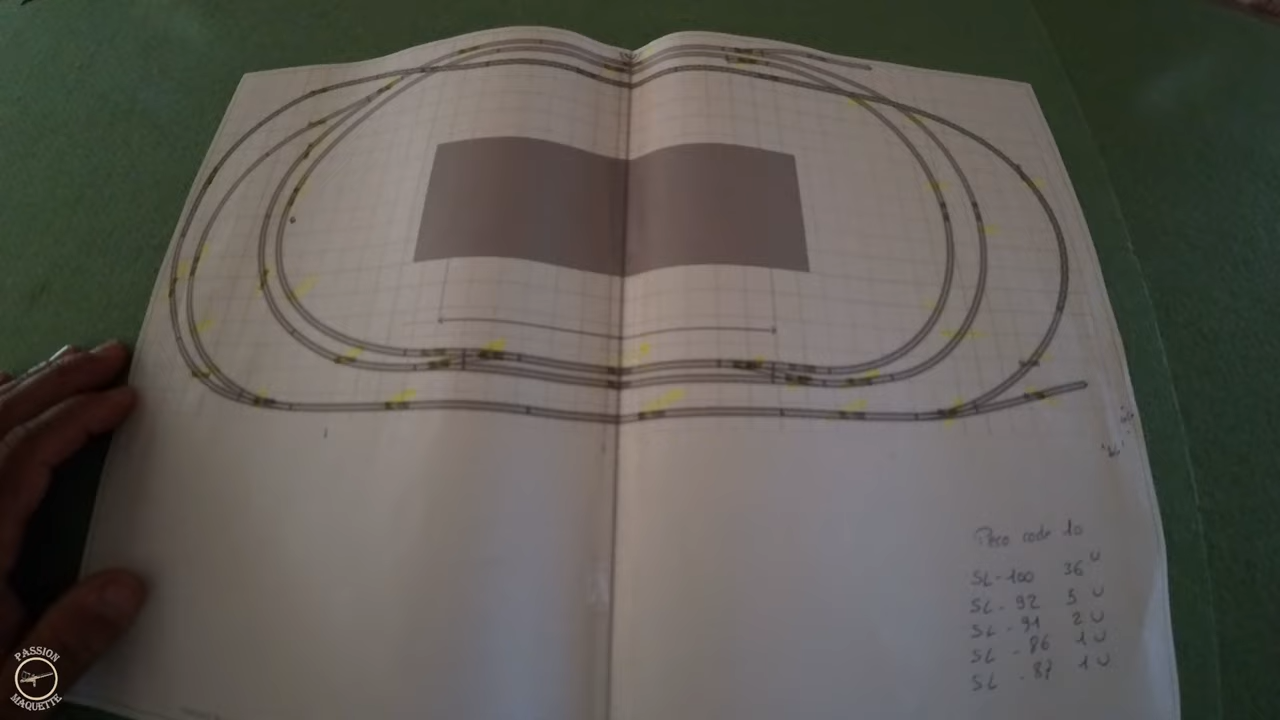 Peco code 10
SL-100 36 U
SL-92 5 U
SL-91 2 U
SL-86 1 U
SL-87 1 U
PASSION
MAQUETTE